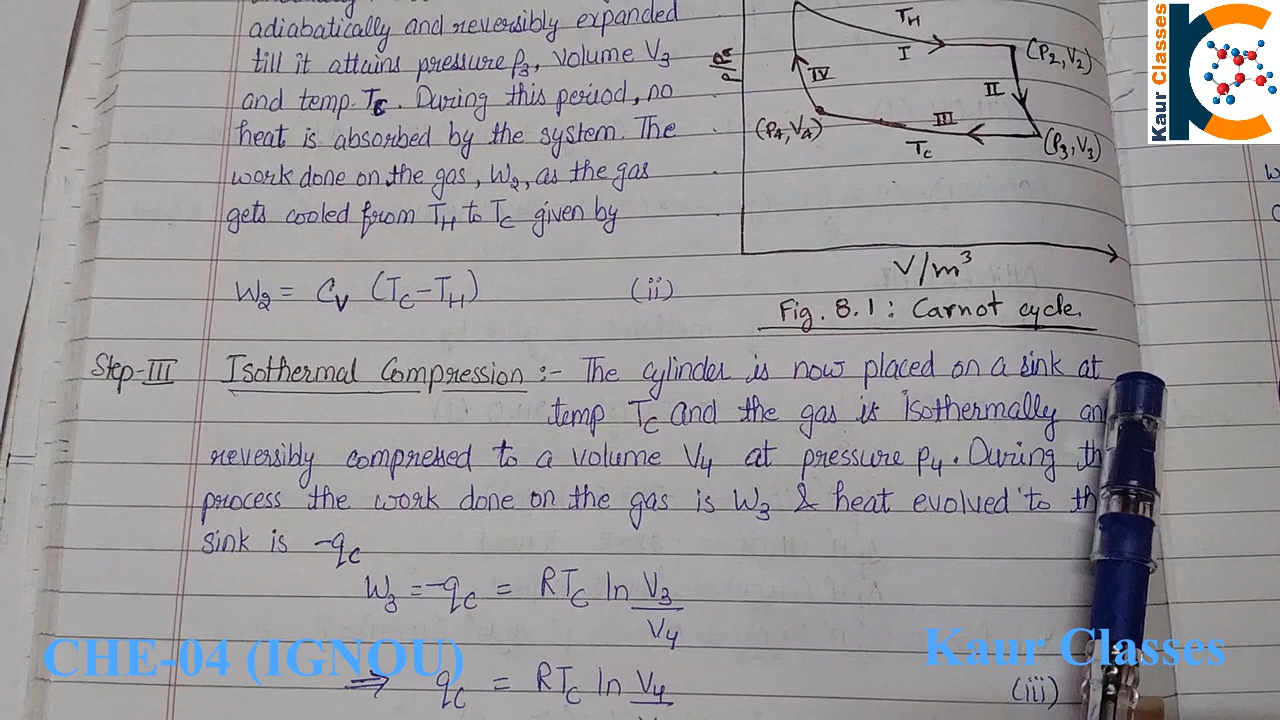 adiabatically and reversibly expanded
till it attains pressure P3, volume V3
and temp. Tc. During this period, no
heat is absorbed by the system. The
work done on the gas, W2, as the gas
gets cooled from TH to TC given by
W2 = CV (TC-TH) (ii)
TH
I
(P2,V2)
IV
II
(P4,V4)
III
(P3,V3)
TC
V/m³
Fig. 8.1: Carnot cycle.
Kaur Classes
Step-III Isothermal Compression :- The cylinder is now placed on a sink at
temp TC and the gas is isothermally an
reversibly compressed to a volume V4 at pressure P4. During th
process the work done on the gas is W3 & heat evolved to th
sink is -qC
W3 = -qC = RTC ln V3/V4
⇒ qC = RTC ln V4 (iii)
CHE-04 (IGNOU)
Kaur Classes